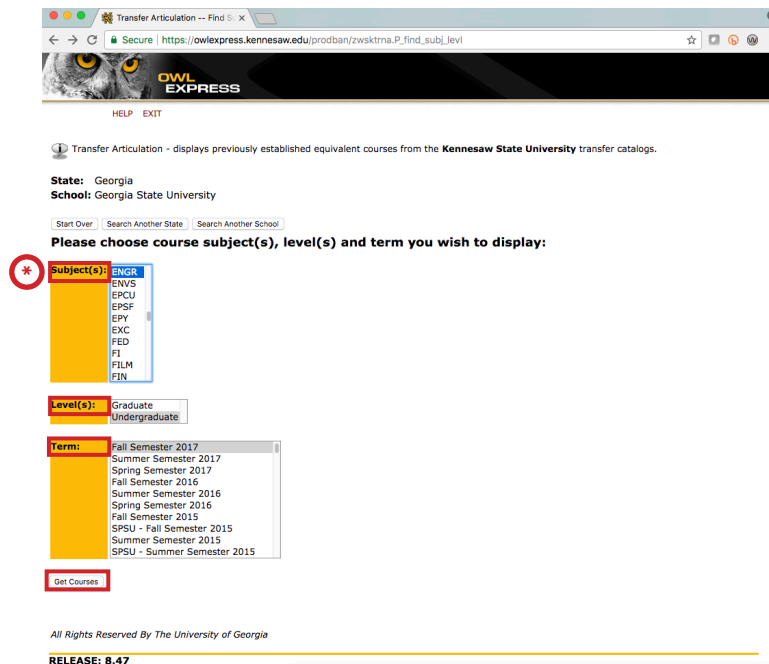 Transfer Articulation -- Find Su
Secure | https://owlexpress.kennesaw.edu/prodban/zwsktrna.P_find_subj_levl
OWL
EXPRESS
HELP EXIT
Transfer Articulation - displays previously established equivalent courses from the Kennesaw State University transfer catalogs.
State: Georgia
School: Georgia State University
Start Over Search Another State Search Another School
Please choose course subject(s), level(s) and term you wish to display:
* Subject(s): ENGR
ENVS
EPCU
EPSF
EPY
EXC
FED
FI
FILM
FIN
Level(s): Graduate
Undergraduate
Term: Fall Semester 2017
Summer Semester 2017
Spring Semester 2017
Fall Semester 2016
Summer Semester 2016
Spring Semester 2016
Fall Semester 2015
SPSU - Fall Semester 2015
Summer Semester 2015
SPSU - Summer Semester 2015
Get Courses
All Rights Reserved By The University of Georgia
RELEASE: 8.47